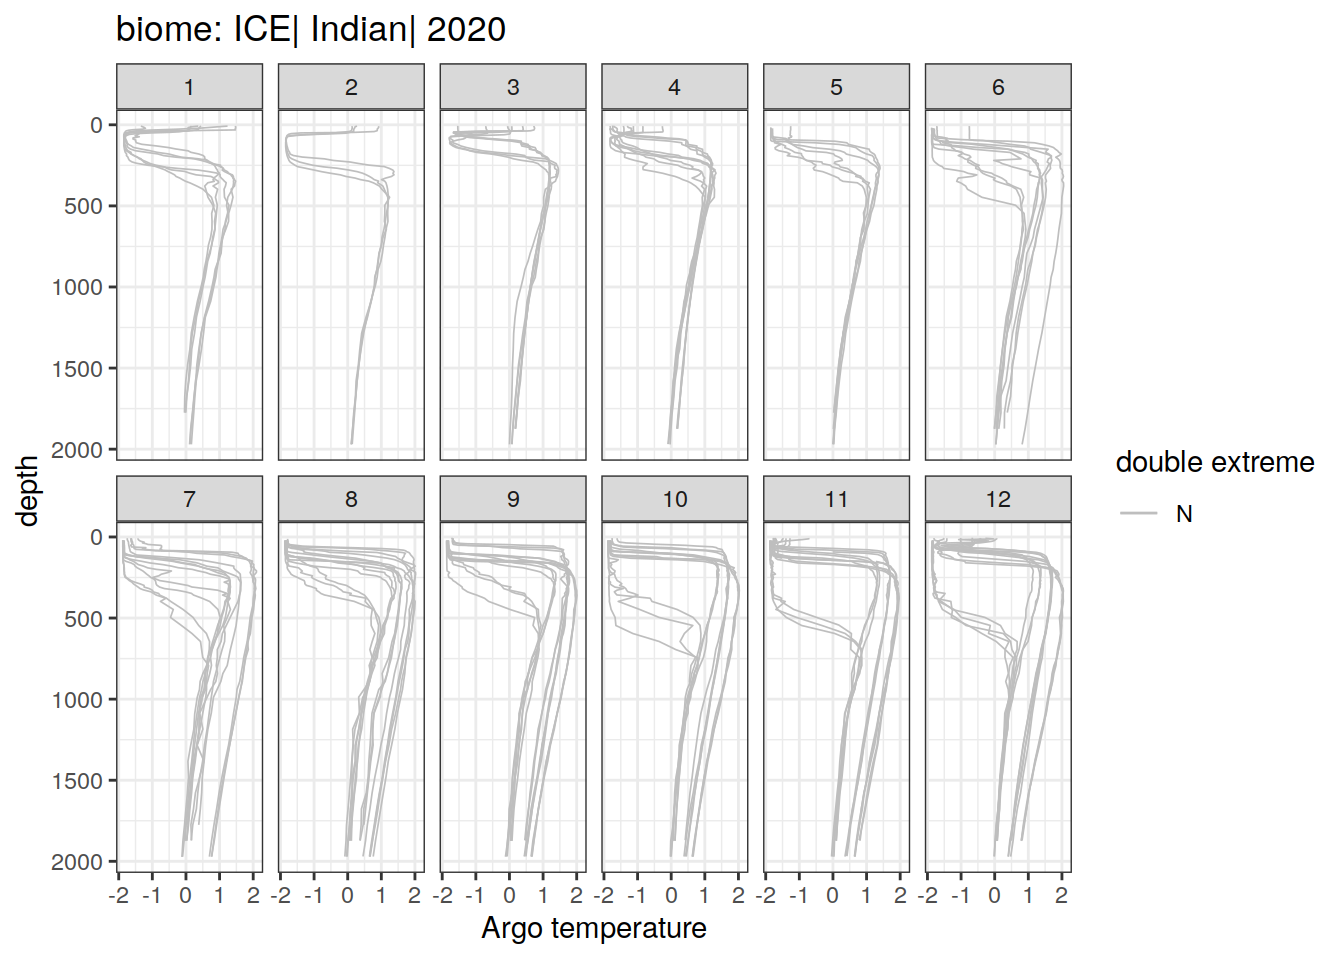 biome: ICE| Indian| 2020
1 2 3 4 5 6
0
500
1000
1500
2000
depth
7 8 9 10 11 12
0
500
1000
1500
2000
-2 -1 0 1 2 -2 -1 0 1 2 -2 -1 0 1 2 -2 -1 0 1 2 -2 -1 0 1 2 -2 -1 0 1 2
Argo temperature
double extreme
N